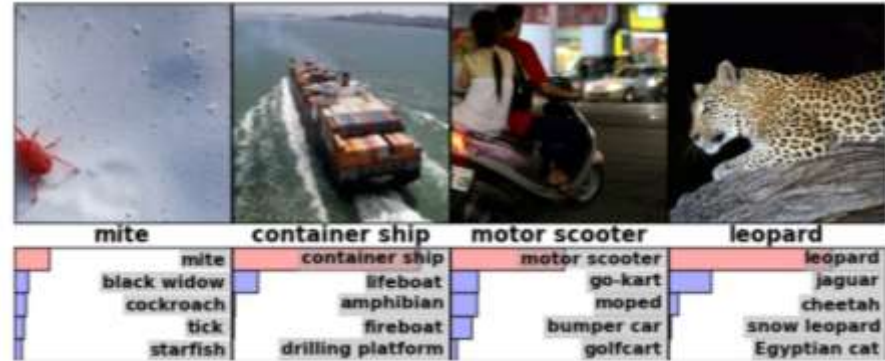 mite
container ship
motor scooter
leopard
mite
black widow
cockroach
tick
starfish
container ship
lifeboat
amphibian
fireboat
drilling platform
motor scooter
go-kart
moped
bumper car
golfcart
leopard
jaguar
cheetah
snow leopard
Egyptian cat